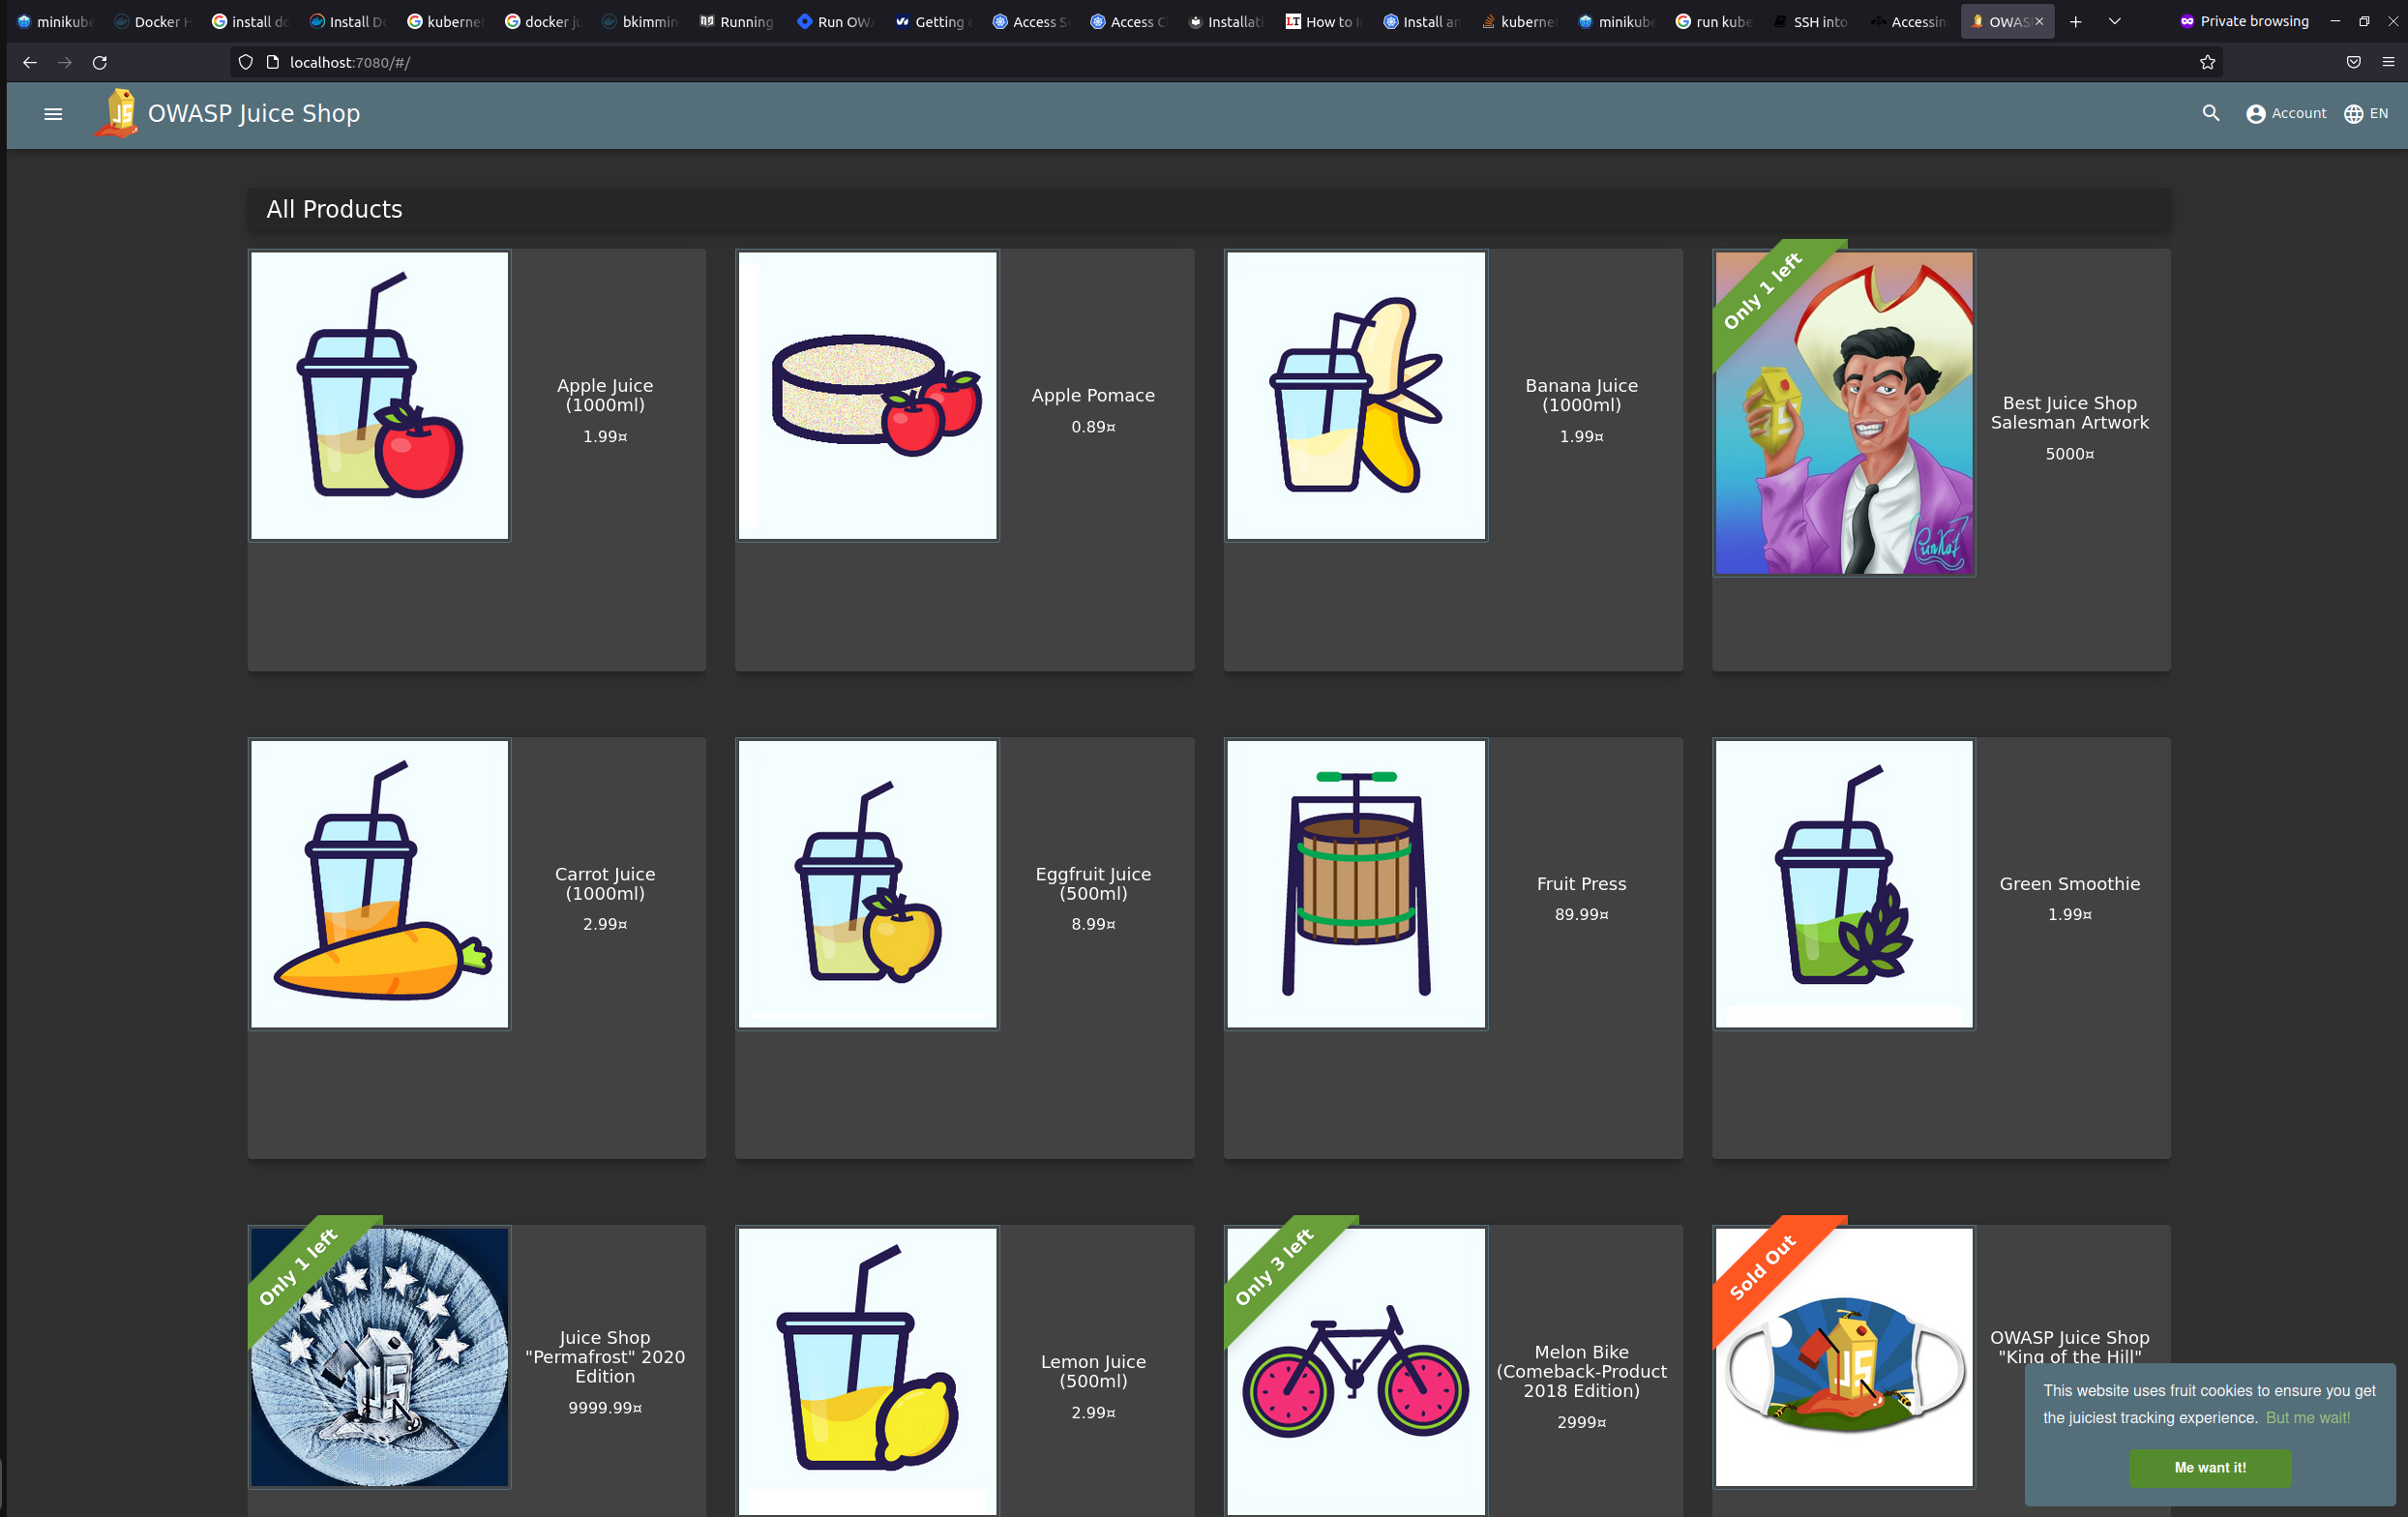 minikube
Docker H
install do
Install Do
kubernet
docker ju
bkimmin
Running
Run OWA
Getting
Access S
Access C
Installati
How to I
Install an
kubernet
minikube
run kube
SSH into
Accessin
OWAS
Private browsing
localhost:7080/#/
OWASP Juice Shop
Account
EN
All Products
Apple Juice
(1000ml)
1.99¤
Apple Pomace
0.89¤
Banana Juice
(1000ml)
1.99¤
Only 1 left
Best Juice Shop
Salesman Artwork
5000¤
Carrot Juice
(1000ml)
2.99¤
Eggfruit Juice
(500ml)
8.99¤
Fruit Press
89.99¤
Green Smoothie
1.99¤
Only 1 left
Juice Shop
"Permafrost" 2020
Edition
9999.99¤
Lemon Juice
(500ml)
2.99¤
Only 3 left
Melon Bike
(Comeback-Product
2018 Edition)
2999¤
Sold Out
OWASP Juice Shop
"King of the Hill"
This website uses fruit cookies to ensure you get
the juiciest tracking experience. But me wait!
Me want it!